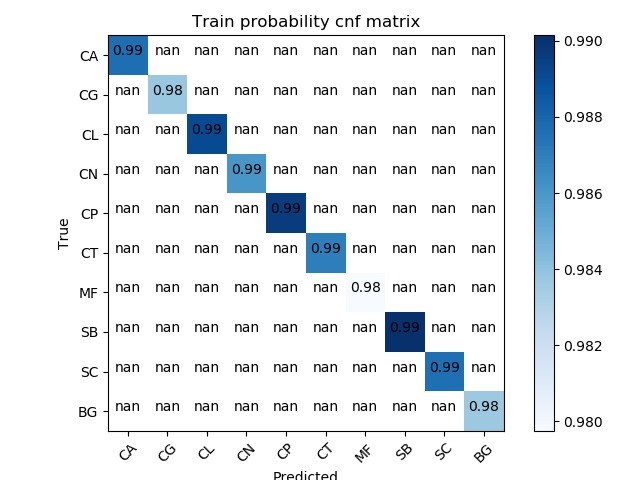 Train probability cnf matrix
CA 0.99 nan nan nan nan nan nan nan nan nan
CG nan 0.98 nan nan nan nan nan nan nan nan
CL nan nan 0.99 nan nan nan nan nan nan nan
CN nan nan nan 0.99 nan nan nan nan nan nan
CP nan nan nan nan 0.99 nan nan nan nan nan
CT nan nan nan nan nan 0.99 nan nan nan nan
MF nan nan nan nan nan nan 0.98 nan nan nan
SB nan nan nan nan nan nan nan 0.99 nan nan
SC nan nan nan nan nan nan nan nan 0.99 nan
BG nan nan nan nan nan nan nan nan nan 0.98
True
CA CG CL CN CP CT MF SB SC BG
Predicted
0.990
0.988
0.986
0.984
0.982
0.980